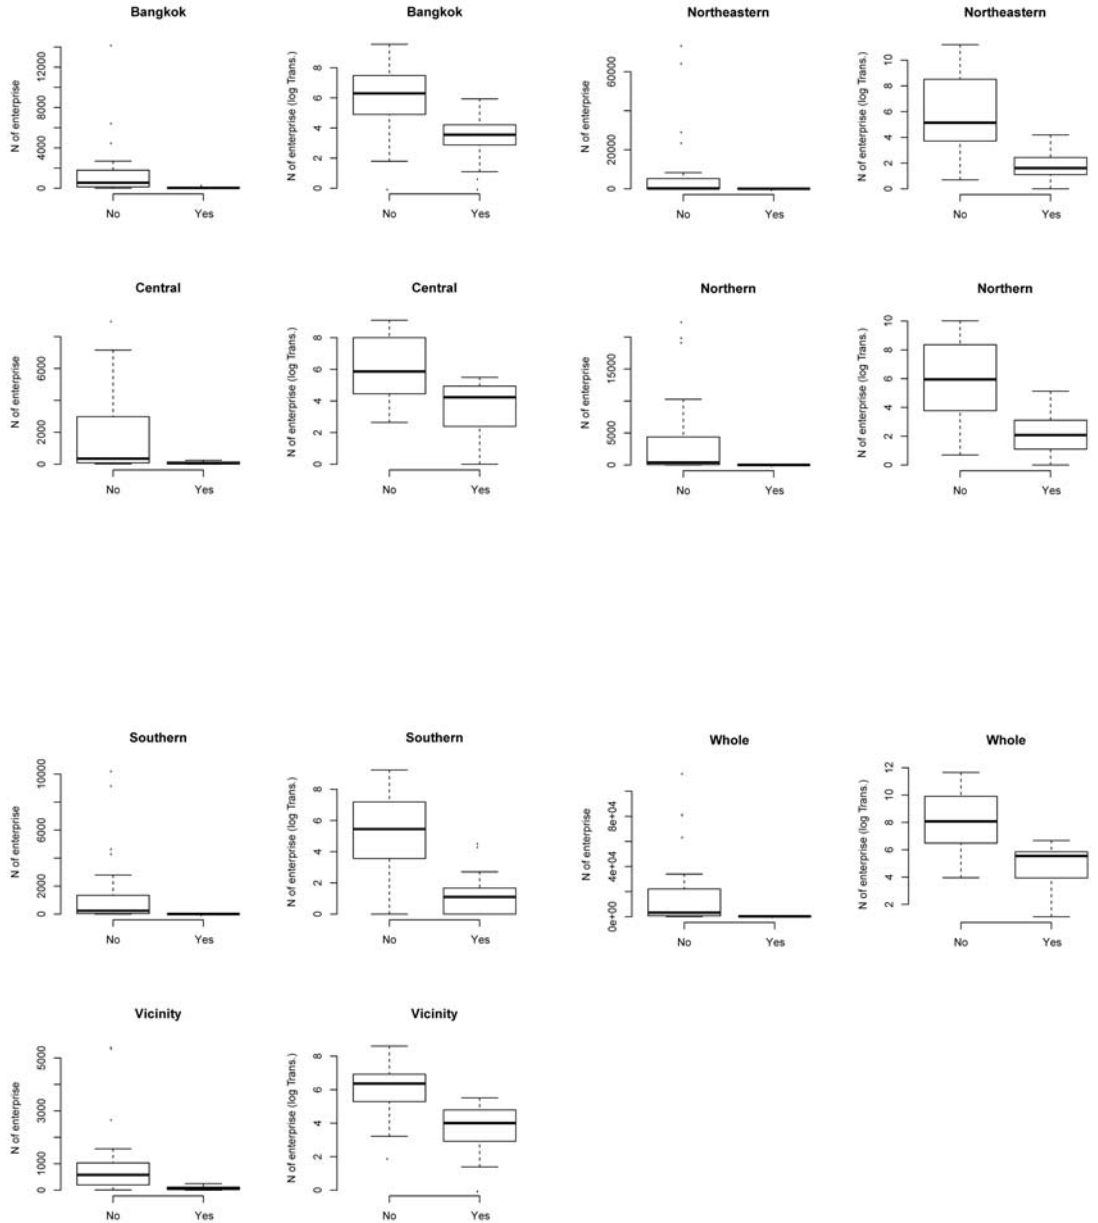 Bangkok
N of enterprise
0
4000
8000
12000
No
Yes
Bangkok
N of enterprise (log Trans.)
0
2
4
6
8
No
Yes
Northeastern
N of enterprise
0
20000
60000
No
Yes
Northeastern
N of enterprise (log Trans.)
0
2
4
6
8
10
No
Yes
Central
N of enterprise
0
2000
6000
No
Yes
Central
N of enterprise (log Trans.)
0
2
4
6
8
No
Yes
Northern
N of enterprise
0
5000
15000
No
Yes
Northern
N of enterprise (log Trans.)
0
2
4
6
8
10
No
Yes
Southern
N of enterprise
0
2000
6000
10000
No
Yes
Southern
N of enterprise (log Trans.)
0
2
4
6
8
No
Yes
Whole
N of enterprise
0e+00
4e+04
8e+04
No
Yes
Whole
N of enterprise (log Trans.)
2
4
6
8
10
12
No
Yes
Vicinity
N of enterprise
0
1000
3000
5000
No
Yes
Vicinity
N of enterprise (log Trans.)
0
2
4
6
8
No
Yes